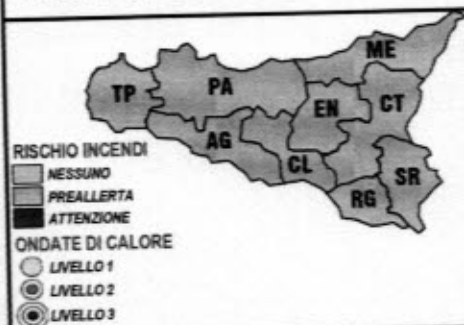 ME
PA
TP
EN
CT
AG
CL
SR
RG
RISCHIO INCENDI
NESSUNO
PREALLERTA
ATTENZIONE
ONDATE DI CALORE
LIVELLO 1
LIVELLO 2
LIVELLO 3